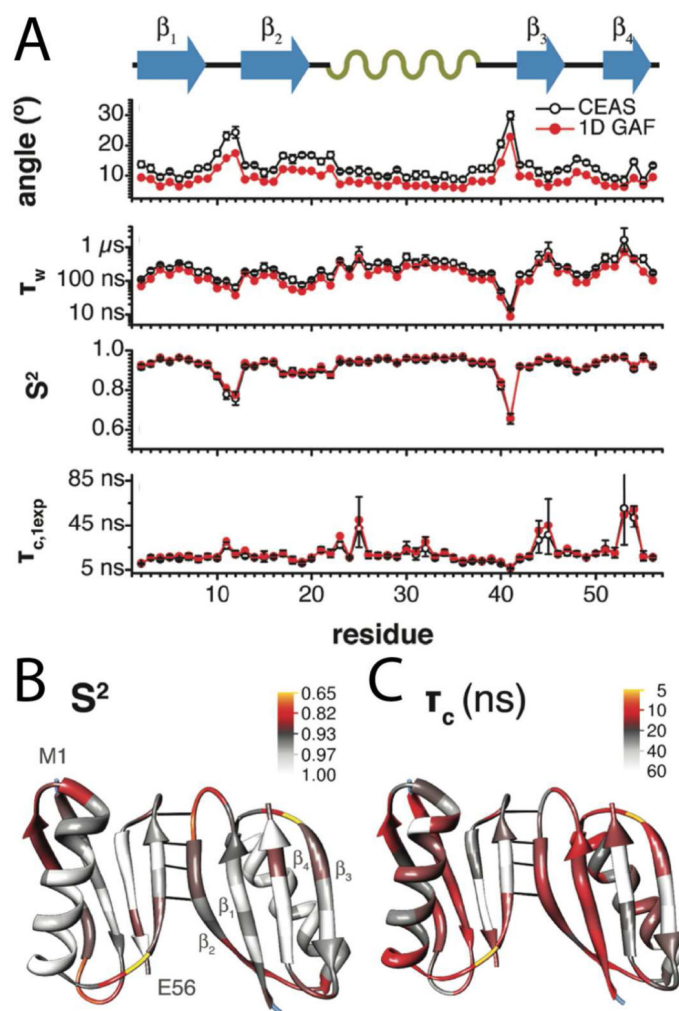 A
β1 β2 β3 β4
CEAS
1D GAF
angle (º)
30
20
10
τw
1 µs
100 ns
10 ns
S²
1.0
0.8
0.6
τc,1exp
85 ns
45 ns
5 ns
10 20 30 40 50
residue
B S²
0.65
0.82
0.93
0.97
1.00
M1
β4
β3
β1
β2
E56
C τc (ns)
5
10
20
40
60